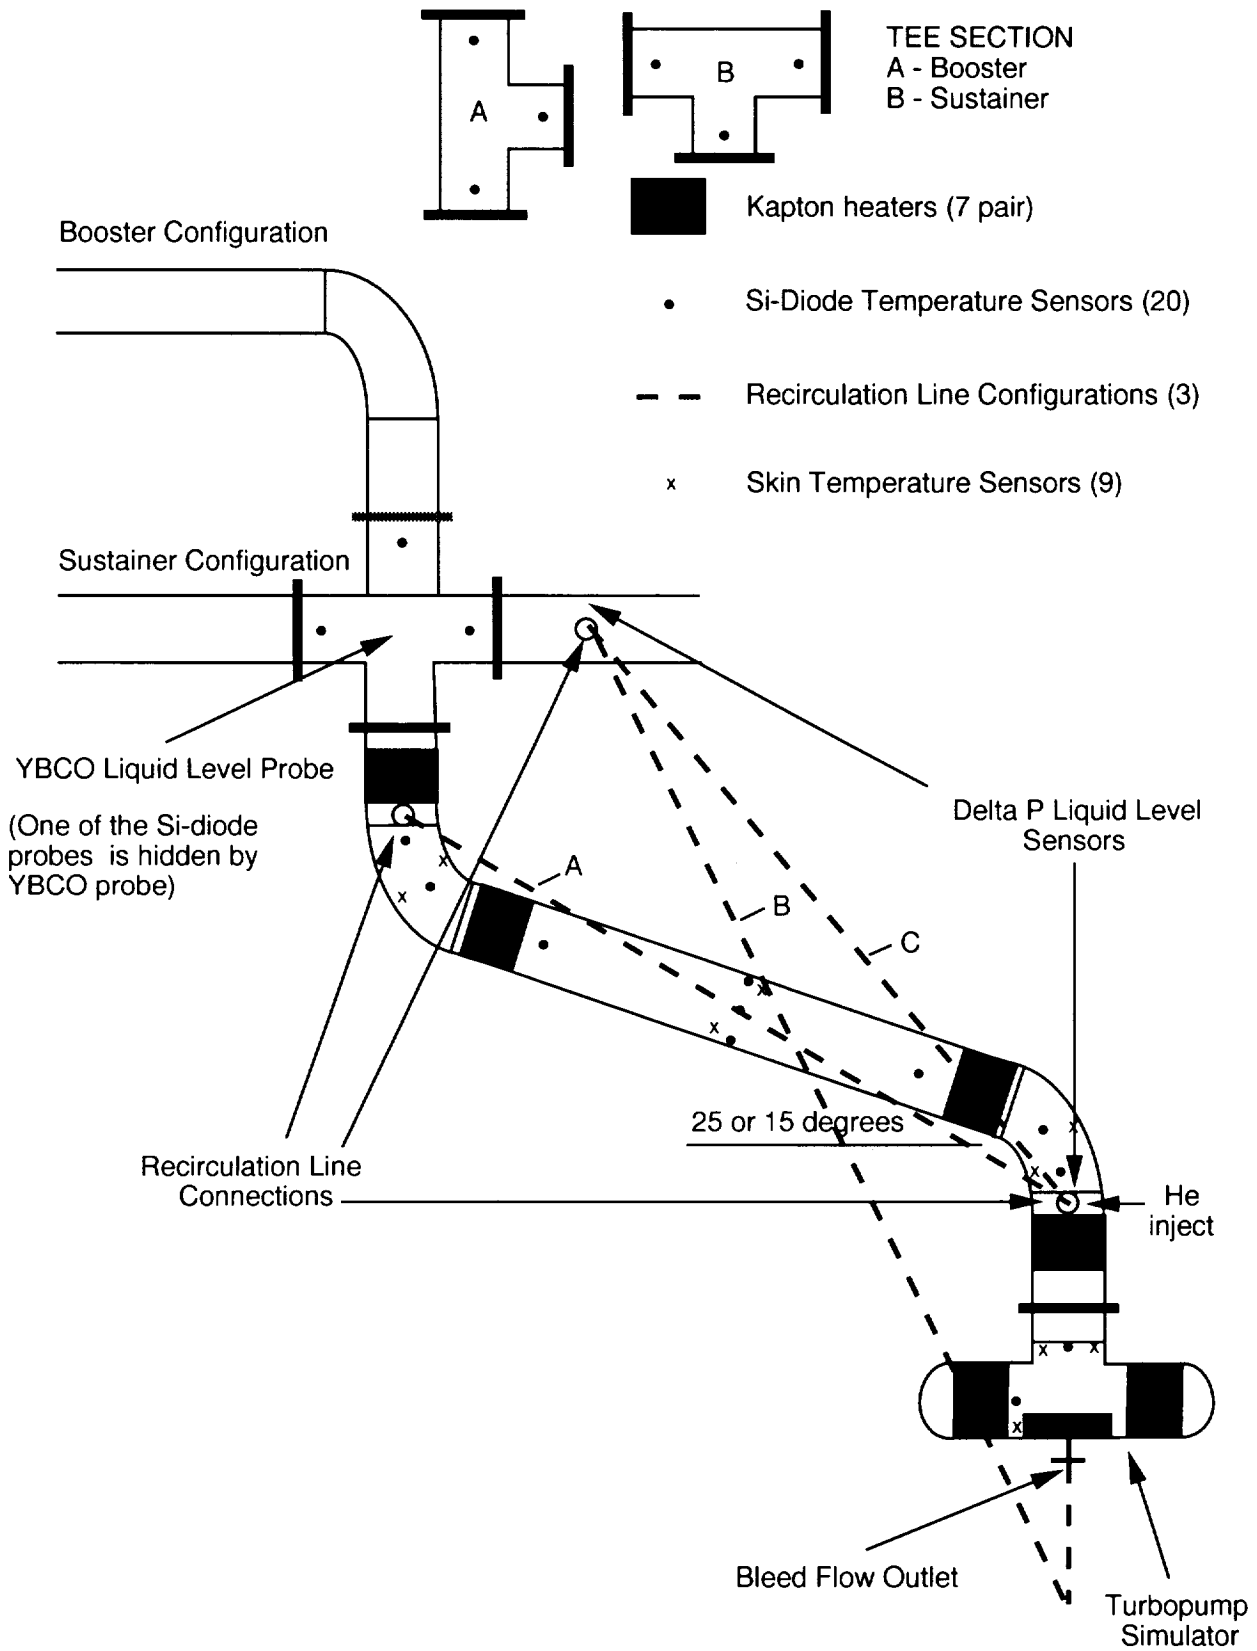 TEE SECTION
A - Booster
B - Sustainer
A
B
Kapton heaters (7 pair)
Booster Configuration
Si-Diode Temperature Sensors (20)
Recirculation Line Configurations (3)
x Skin Temperature Sensors (9)
Sustainer Configuration
YBCO Liquid Level Probe
(One of the Si-diode
probes is hidden by
YBCO probe)
Delta P Liquid Level
Sensors
x
A
x
B
C
x
x
25 or 15 degrees
x
x
Recirculation Line
Connections
He
inject
x x
x
Bleed Flow Outlet
Turbopump
Simulator